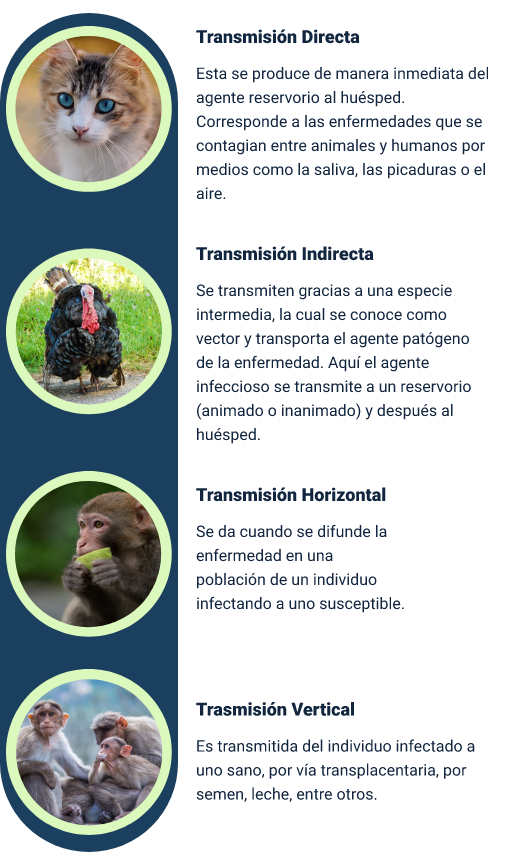 Transmisión Directa
Esta se produce de manera inmediata del
agente reservorio al huésped.
Corresponde a las enfermedades que se
contagian entre animales y humanos por
medios como la saliva, las picaduras o el
aire.
Transmisión Indirecta
Se transmiten gracias a una especie
intermedia, la cual se conoce como
vector y transporta el agente patógeno
de la enfermedad. Aquí el agente
infeccioso se transmite a un reservorio
(animado o inanimado) y después al
huésped.
Transmisión Horizontal
Se da cuando se difunde la
enfermedad en una
población de un individuo
infectando a uno susceptible.
Trasmisión Vertical
Es transmitida del individuo infectado a
uno sano, por vía transplacentaria, por
semen, leche, entre otros.